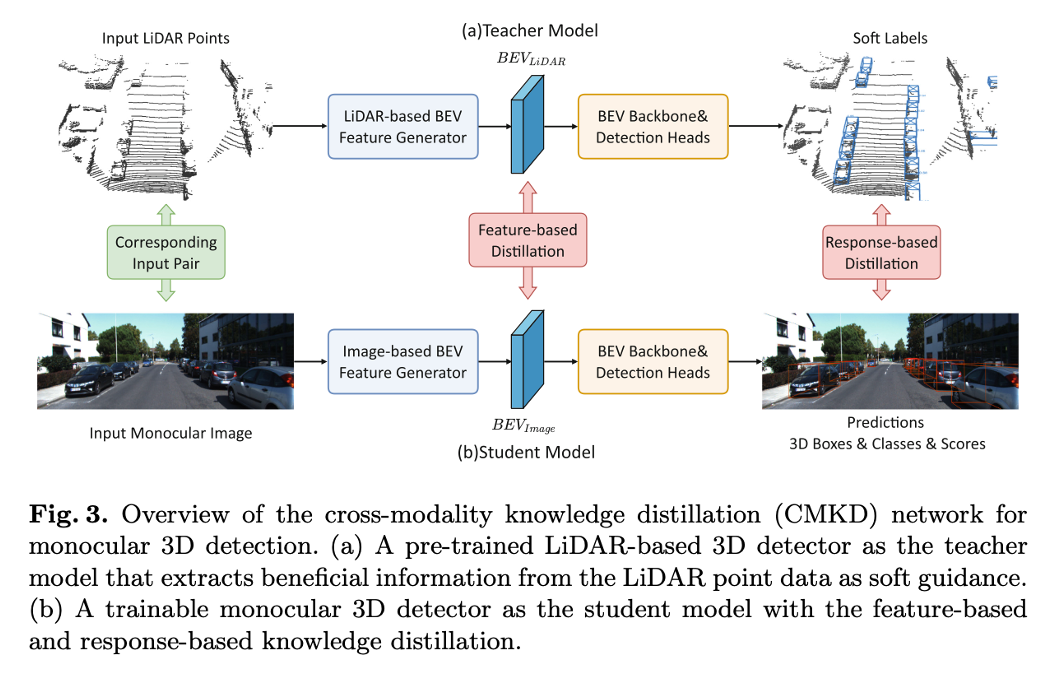 (a)Teacher Model
Input LiDAR Points
BEV_LiDAR
Soft Labels
LiDAR-based BEV
Feature Generator
BEV Backbone&
Detection Heads
Corresponding
Input Pair
Feature-based
Distillation
Response-based
Distillation
Image-based BEV
Feature Generator
BEV Backbone&
Detection Heads
Input Monocular Image
BEV_Image
(b)Student Model
Predictions
3D Boxes & Classes & Scores
Fig. 3. Overview of the cross-modality knowledge distillation (CMKD) network for
monocular 3D detection. (a) A pre-trained LiDAR-based 3D detector as the teacher
model that extracts beneficial information from the LiDAR point data as soft guidance.
(b) A trainable monocular 3D detector as the student model with the feature-based
and response-based knowledge distillation.